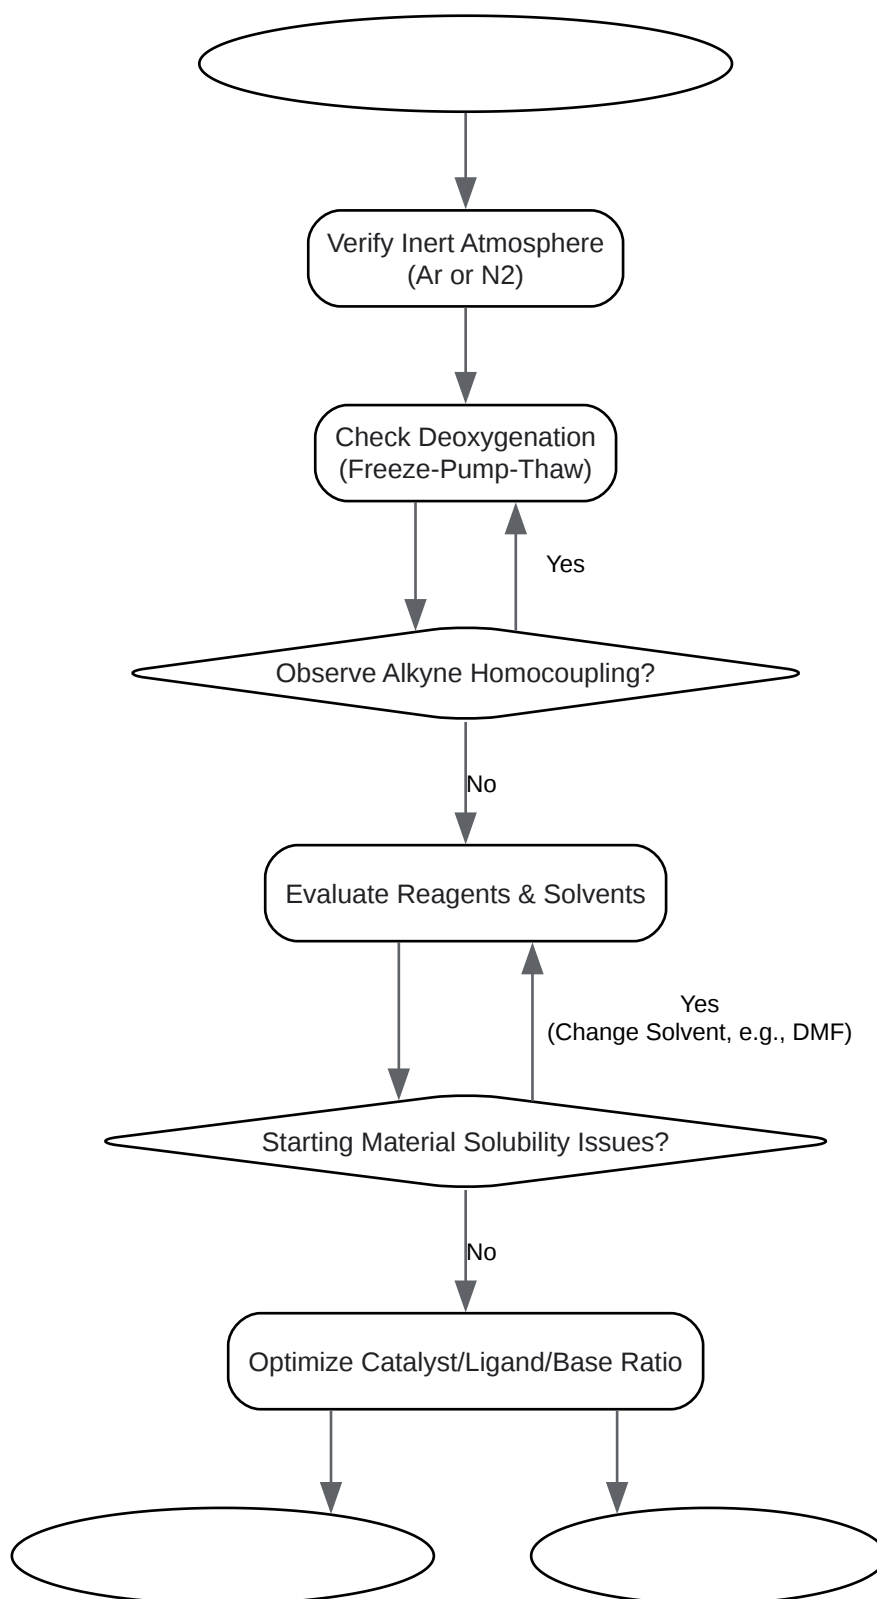 Verify Inert Atmosphere
(Ar or N2)
Check Deoxygenation
(Freeze-Pump-Thaw)
Yes
Observe Alkyne Homocoupling?
No
Evaluate Reagents & Solvents
Yes
(Change Solvent, e.g., DMF)
Starting Material Solubility Issues?
No
Optimize Catalyst/Ligand/Base Ratio